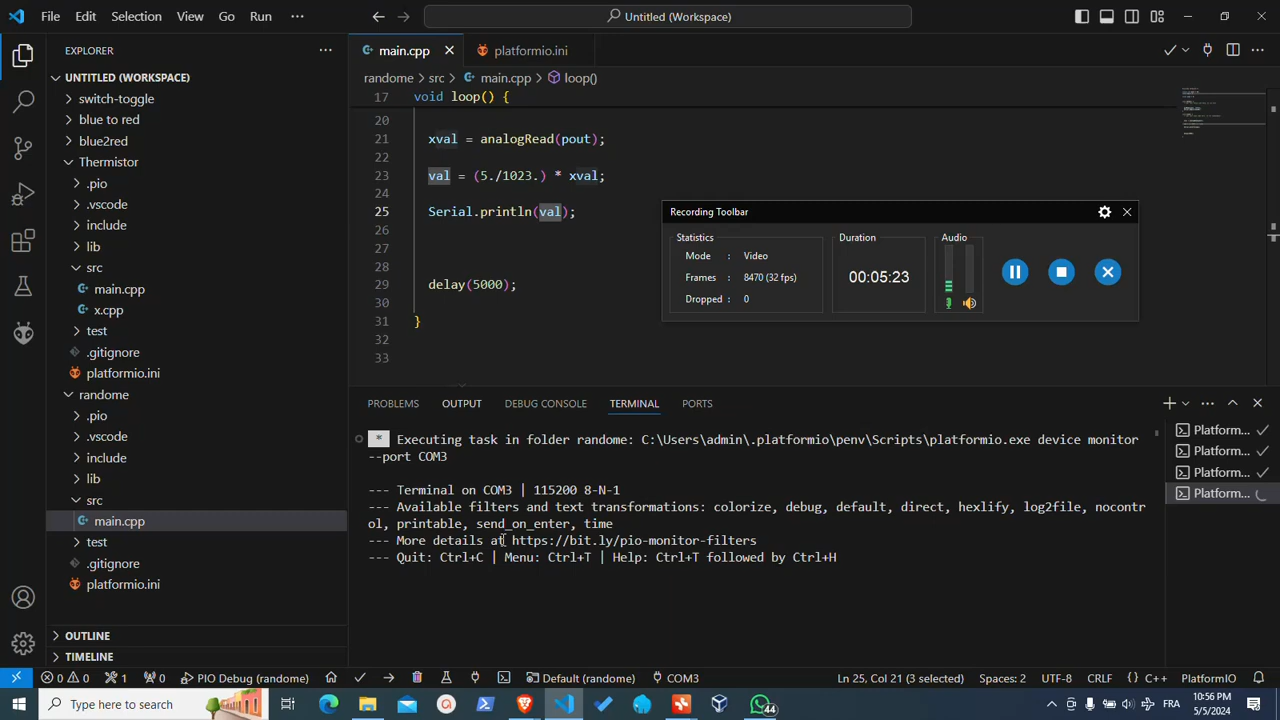 File Edit Selection View Go Run ···
Untitled (Workspace)
EXPLORER
UNTITLED (WORKSPACE)
switch-toggle
blue to red
blue2red
Thermistor
.pio
.vscode
include
lib
src
main.cpp
x.cpp
test
.gitignore
platformio.ini
randome
.pio
.vscode
include
lib
src
main.cpp
test
.gitignore
platformio.ini
OUTLINE
TIMELINE
main.cpp
platformio.ini
randome > src > main.cpp > loop()
17 void loop() {
20
21 xval = analogRead(pout);
22
23 val = (5./1023.) * xval;
24
25 Serial.println(val);
26
27
28
29 delay(5000);
30
31 }
32
33
Recording Toolbar
Statistics
Mode : Video
Frames : 8470 (32 fps)
Dropped : 0
Duration
00:05:23
Audio
PROBLEMS OUTPUT DEBUG CONSOLE TERMINAL PORTS
* Executing task in folder randome: C:\Users\admin\.platformio\penv\Scripts\platformio.exe device monitor
--port COM3
--- Terminal on COM3 | 115200 8-N-1
--- Available filters and text transformations: colorize, debug, default, direct, hexlify, log2file, nocontr
ol, printable, send_on_enter, time
--- More details at https://bit.ly/pio-monitor-filters
--- Quit: Ctrl+C | Menu: Ctrl+T | Help: Ctrl+T followed by Ctrl+H
Platform...
Platform...
Platform...
Platform...
0 0 1 0 PIO Debug (randome) Default (randome) COM3 Ln 25, Col 21 (3 selected) Spaces: 2 UTF-8 CRLF {} C++ PlatformIO
Type here to search
44
FRA
10:56 PM
5/5/2024